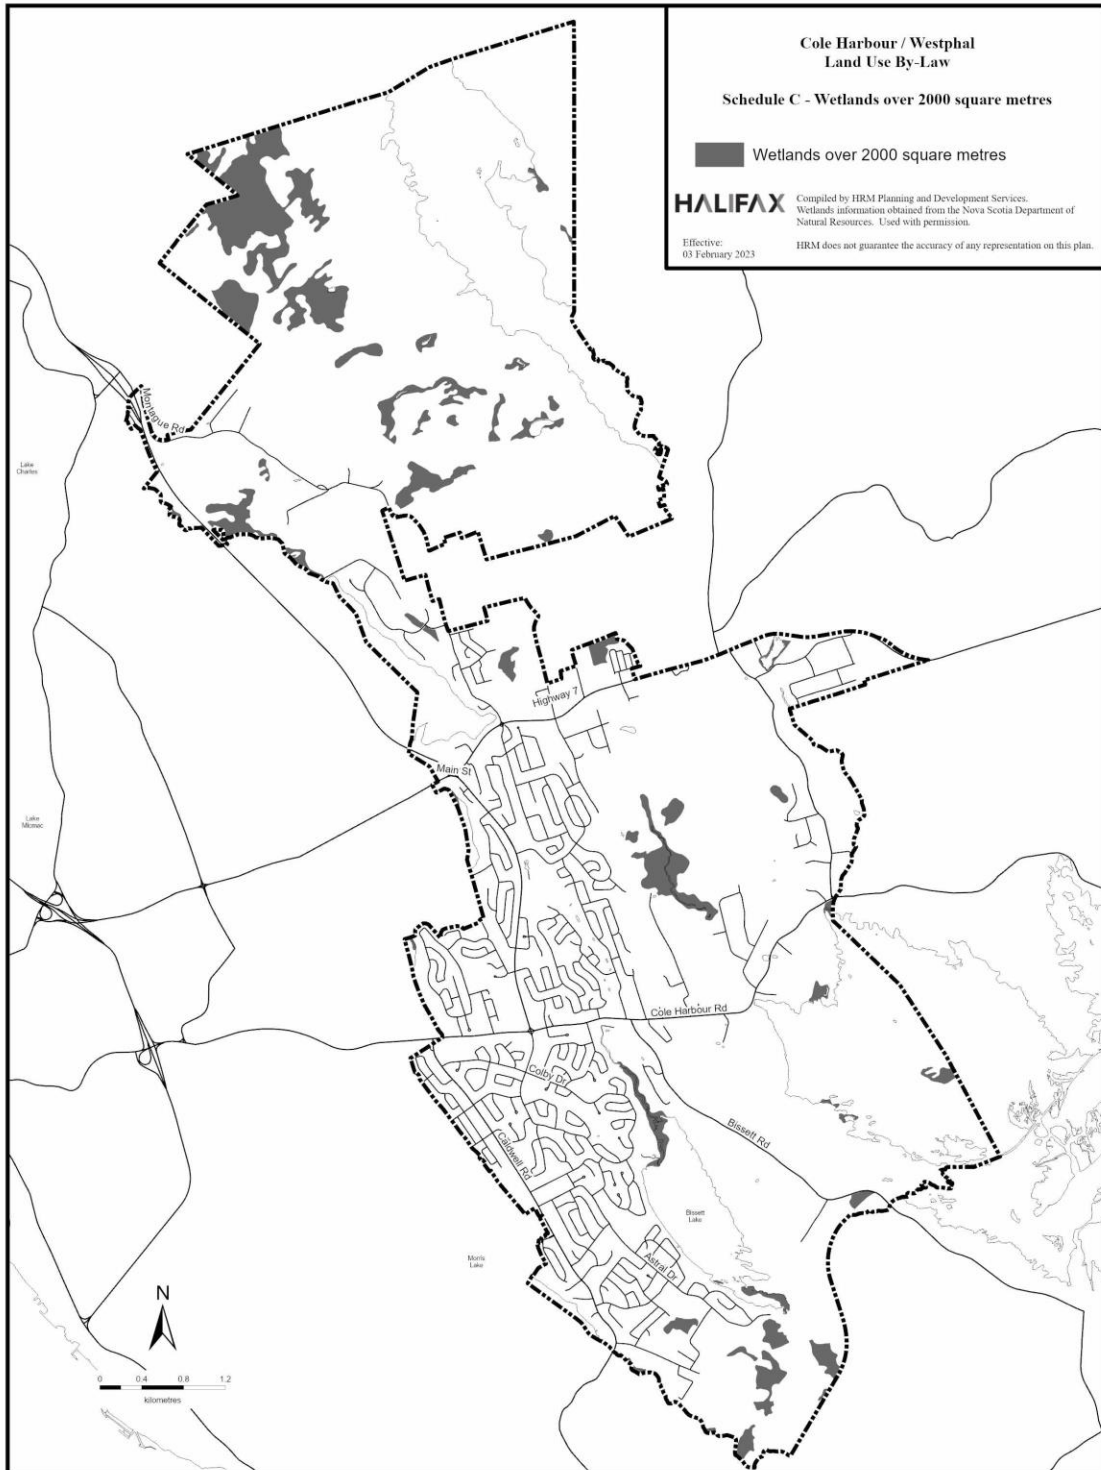 Cole Harbour / Westphal
Land Use By-Law
Schedule C - Wetlands over 2000 square metres
Wetlands over 2000 square metres
HALIFAX
Compiled by HRM Planning and Development Services.
Wetlands information obtained from the Nova Scotia Department of
Natural Resources. Used with permission.
Effective:
03 February 2023
HRM does not guarantee the accuracy of any representation on this plan.
Montague Rd
Lake
Charles
Highway 7
Main St
Lake
Micmac
Cole Harbour Rd
Colby Dr
Caldwell Rd
Bissett Rd
Bissett
Lake
Morris
Lake
Astral Dr
N
0 0.4 0.8 1.2
kilometres